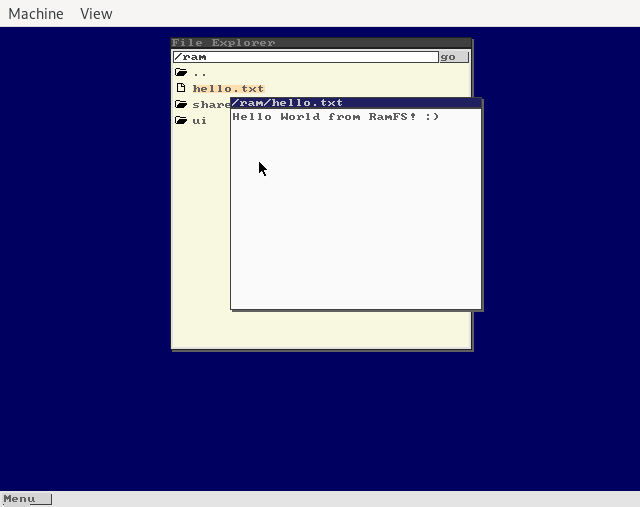 Machine View
File Explorer
/ram
go
..
hello.txt
share
ui
/ram/hello.txt
Hello World from RamFS! :)
Menu